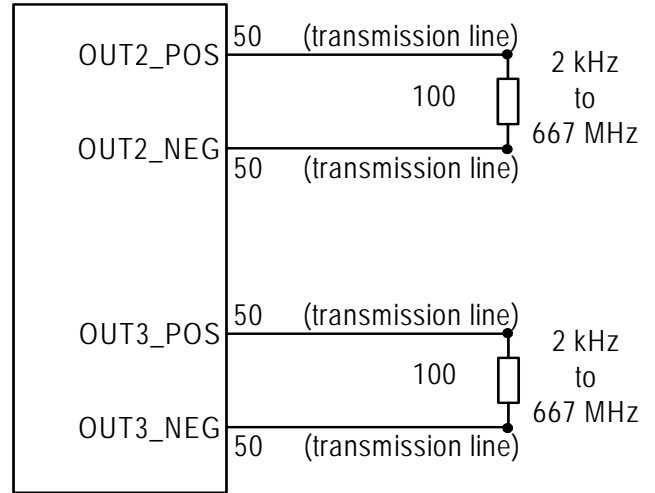 OUT2_POS 50 (transmission line)
100
2 kHz
to
667 MHz
OUT2_NEG 50 (transmission line)
OUT3_POS 50 (transmission line)
100
2 kHz
to
667 MHz
OUT3_NEG 50 (transmission line)